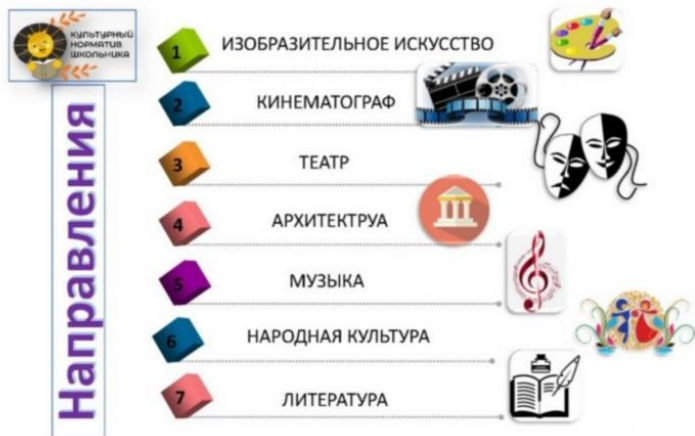 КУЛЬТУРНЫЙ
НОРМАТИВ
ШКОЛЬНИКА
Направления
1 ИЗОБРАЗИТЕЛЬНОЕ ИСКУССТВО
2 КИНЕМАТОГРАФ
3 ТЕАТР
4 АРХИТЕКТРУА
5 МУЗЫКА
6 НАРОДНАЯ КУЛЬТУРА
7 ЛИТЕРАТУРА